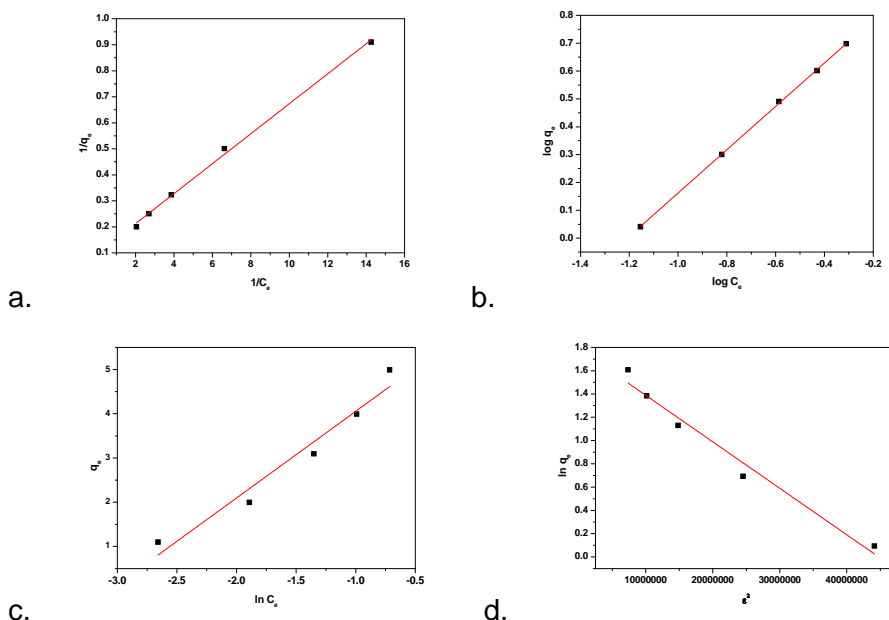 1.0
0.9
0.8
0.7
0.6
0.5
0.4
0.3
0.2
0.1
2 4 6 8 10 12 14 16
1/qe
1/Ce
a.
0.8
0.7
0.6
0.5
0.4
0.3
0.2
0.1
0.0
-1.4 -1.2 -1.0 -0.8 -0.6 -0.4 -0.2
log qe
log Ce
b.
5
4
3
2
1
-3.0 -2.5 -2.0 -1.5 -1.0 -0.5
qe
ln Ce
c.
1.8
1.6
1.4
1.2
1.0
0.8
0.6
0.4
0.2
0.0
10000000 20000000 30000000 40000000
ln qe
ε²
d.